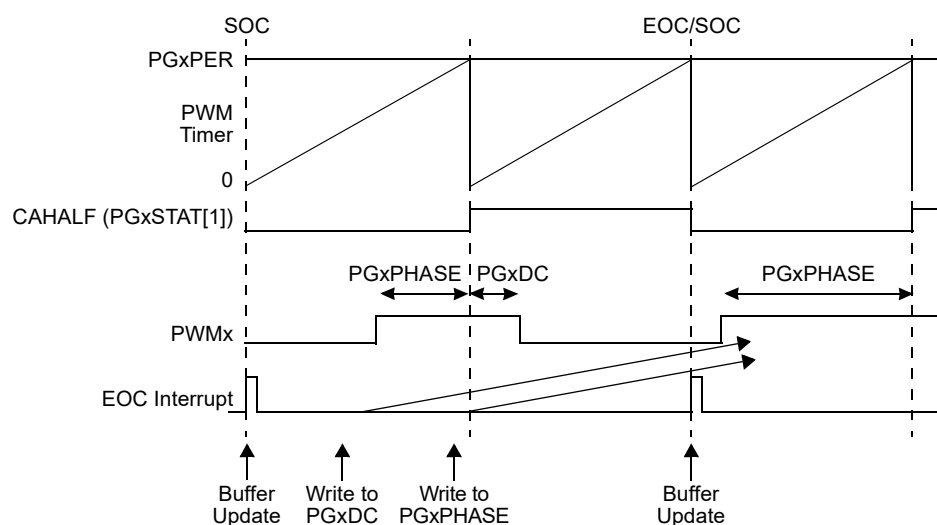 SOC
EOC/SOC
PGxPER
PWM
Timer
0
CAHALF (PGxSTAT[1])
PGxPHASE
PGxDC
PGxPHASE
PWMx
EOC Interrupt
Buffer
Update
Write to
PGxDC
Write to
PGxPHASE
Buffer
Update